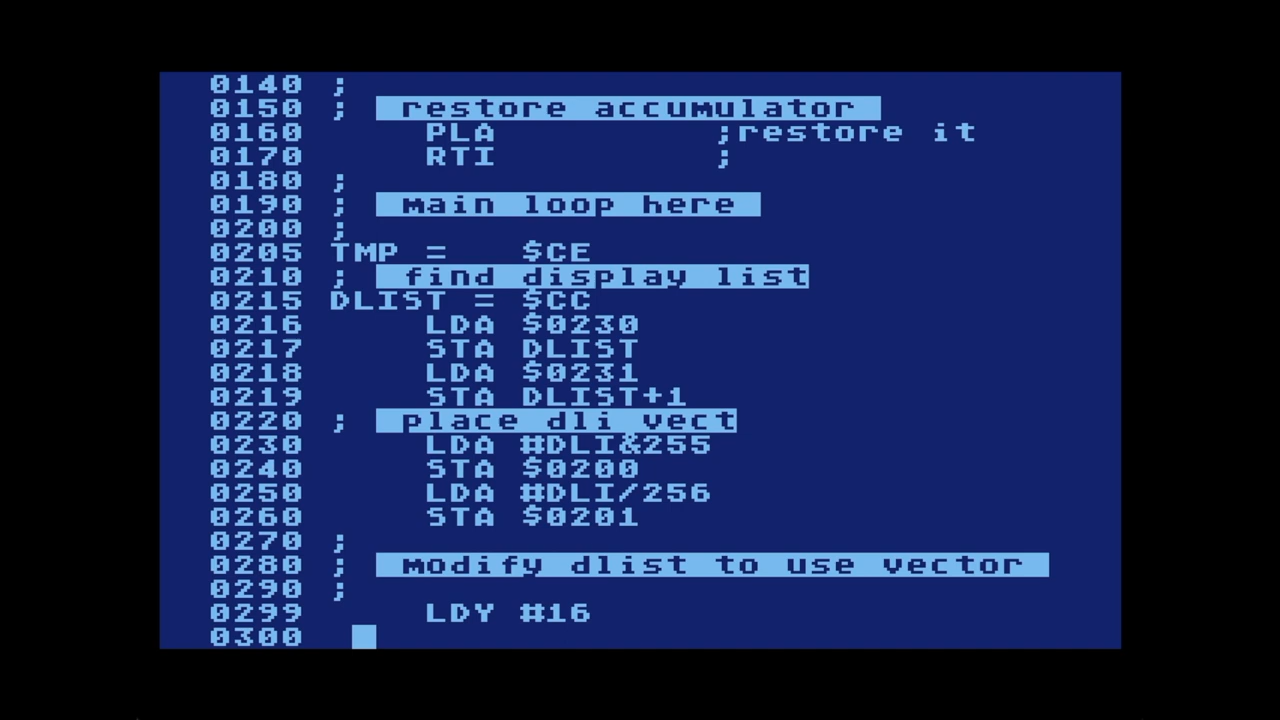 0140 ;
0150 ; restore accumulator
0160 PLA ;restore it
0170 RTI ;
0180 ;
0190 ; main loop here
0200 ;
0205 TMP = $CE
0210 ; find display list
0215 DLIST = $CC
0216 LDA $0230
0217 STA DLIST
0218 LDA $0231
0219 STA DLIST+1
0220 ; place dli vect
0230 LDA #DLI&255
0240 STA $0200
0250 LDA #DLI/256
0260 STA $0201
0270 ;
0280 ; modify dlist to use vector
0290 ;
0299 LDY #16
0300